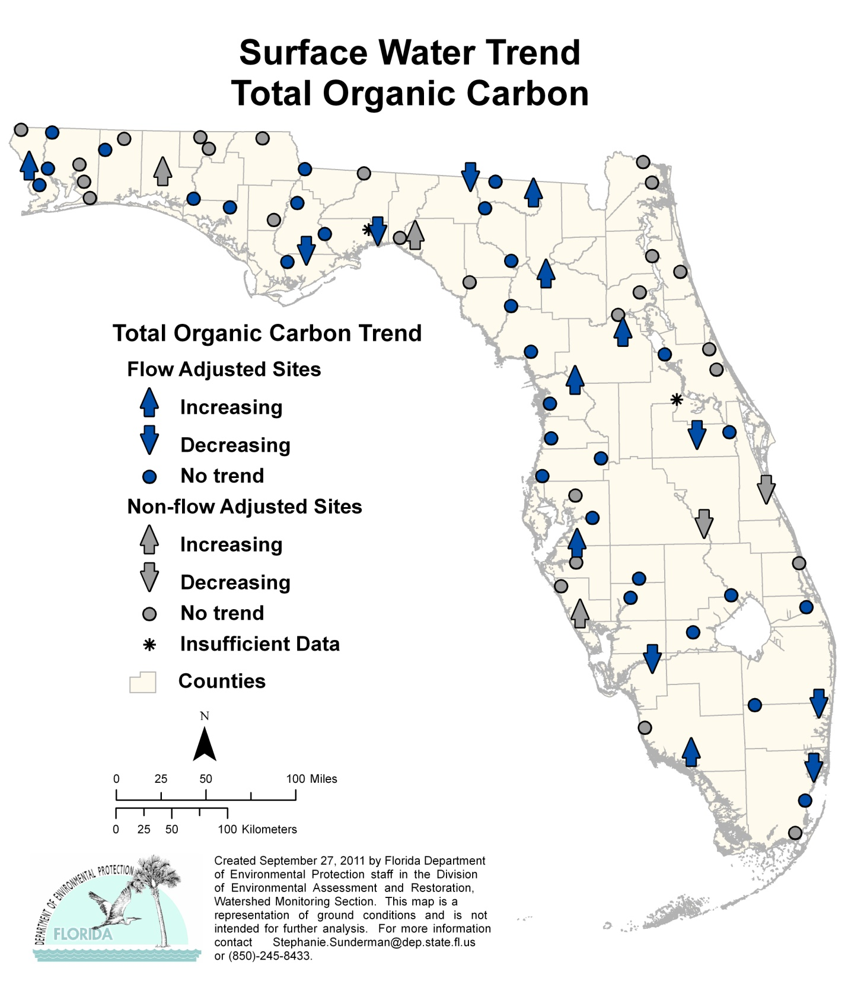 Surface Water Trend
Total Organic Carbon
Total Organic Carbon Trend
Flow Adjusted Sites
Increasing
Decreasing
No trend
Non-flow Adjusted Sites
Increasing
Decreasing
No trend
Insufficient Data
Counties
N
0 25 50 100 Miles
0 25 50 100 Kilometers
DEPARTMENT OF ENVIRONMENTAL PROTECTION
FLORIDA
Created September 27, 2011 by Florida Department
of Environmental Protection staff in the Division
of Environmental Assessment and Restoration,
Watershed Monitoring Section. This map is a
representation of ground conditions and is not
intended for further analysis. For more information
contact Stephanie.Sunderman@dep.state.fl.us
or (850)-245-8433.